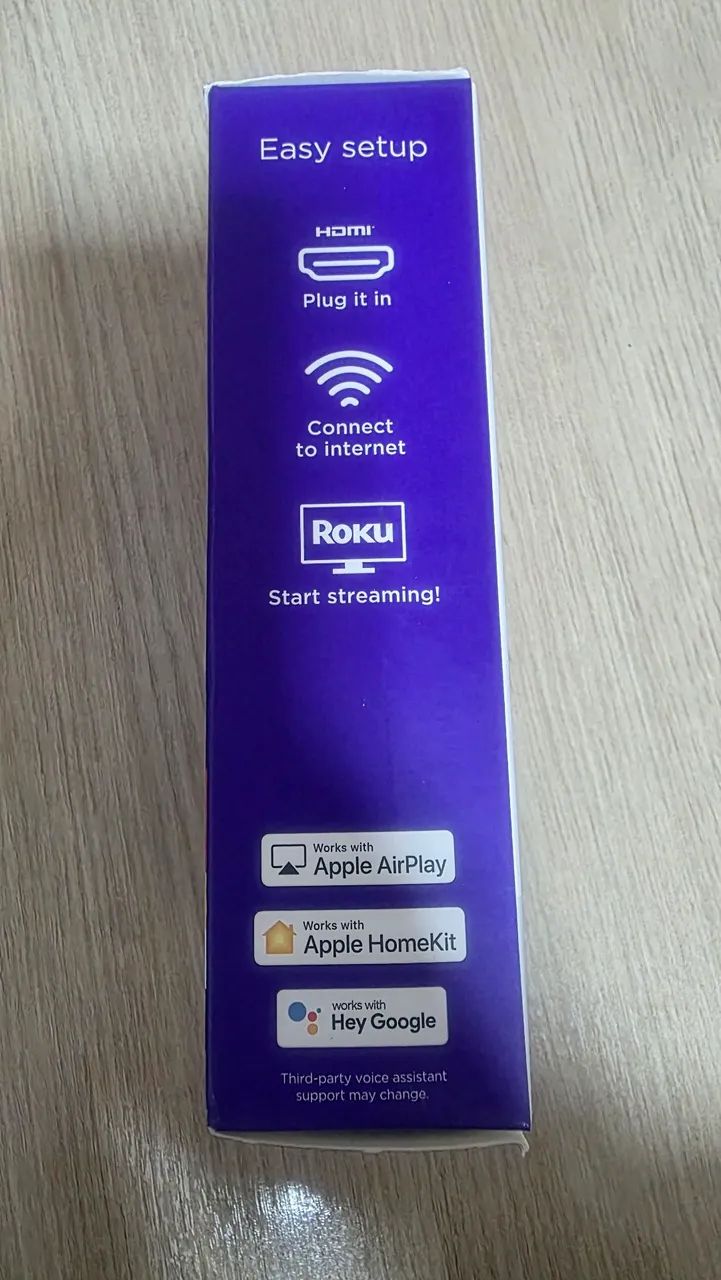 Easy setup
HDMI
Plug it in
Connect
to internet
Roku
Start streaming!
Works with
Apple AirPlay
Works with
Apple HomeKit
works with
Hey Google
Third-party voice assistant
support may change.